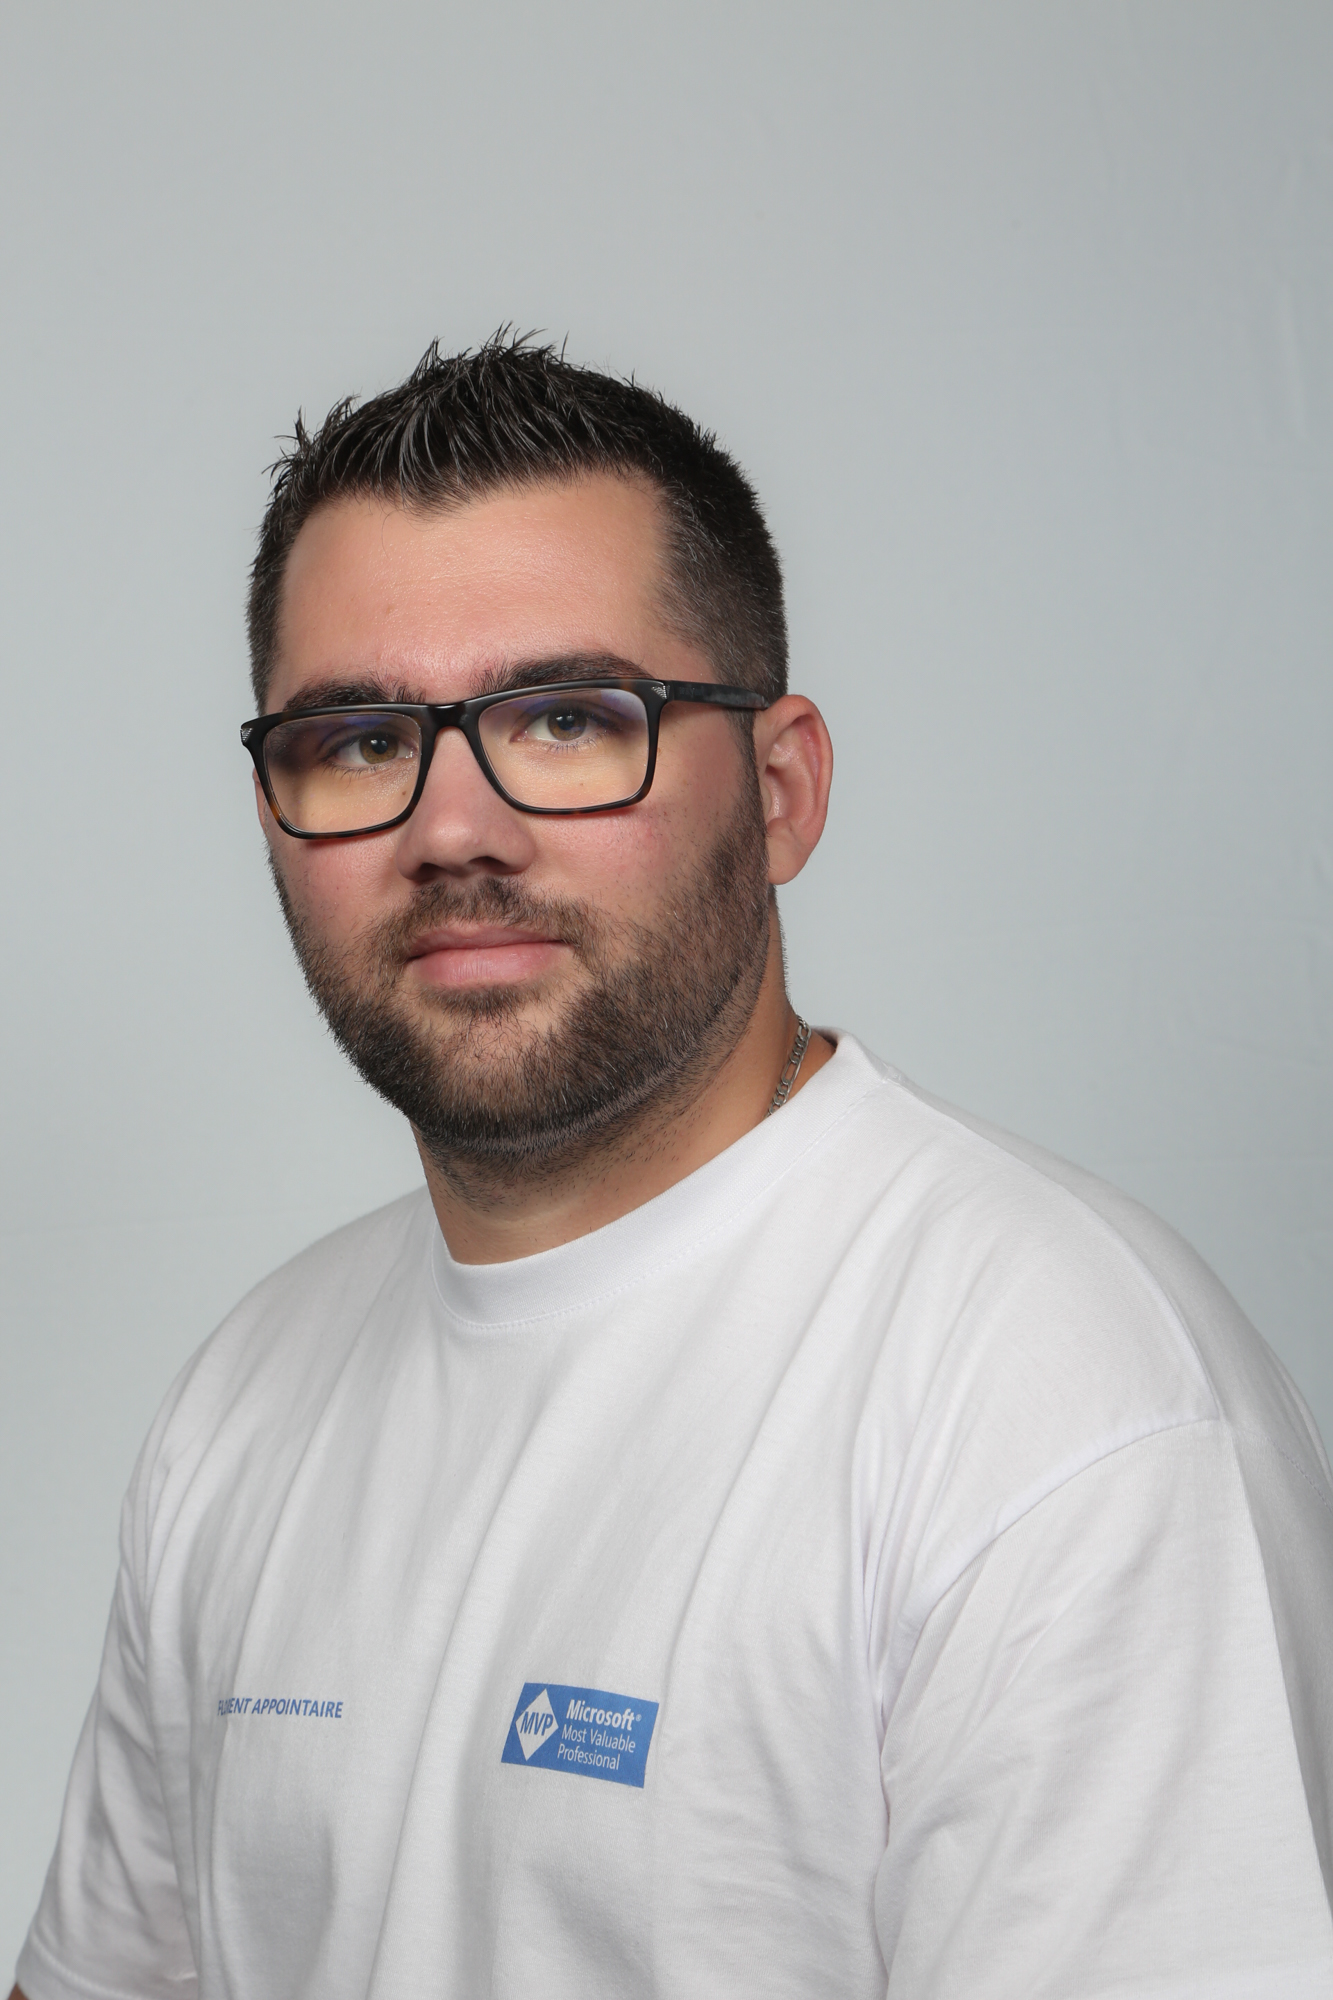 APPOINTAIRE
MVP
Microsoft®
Most Valuable
Professional